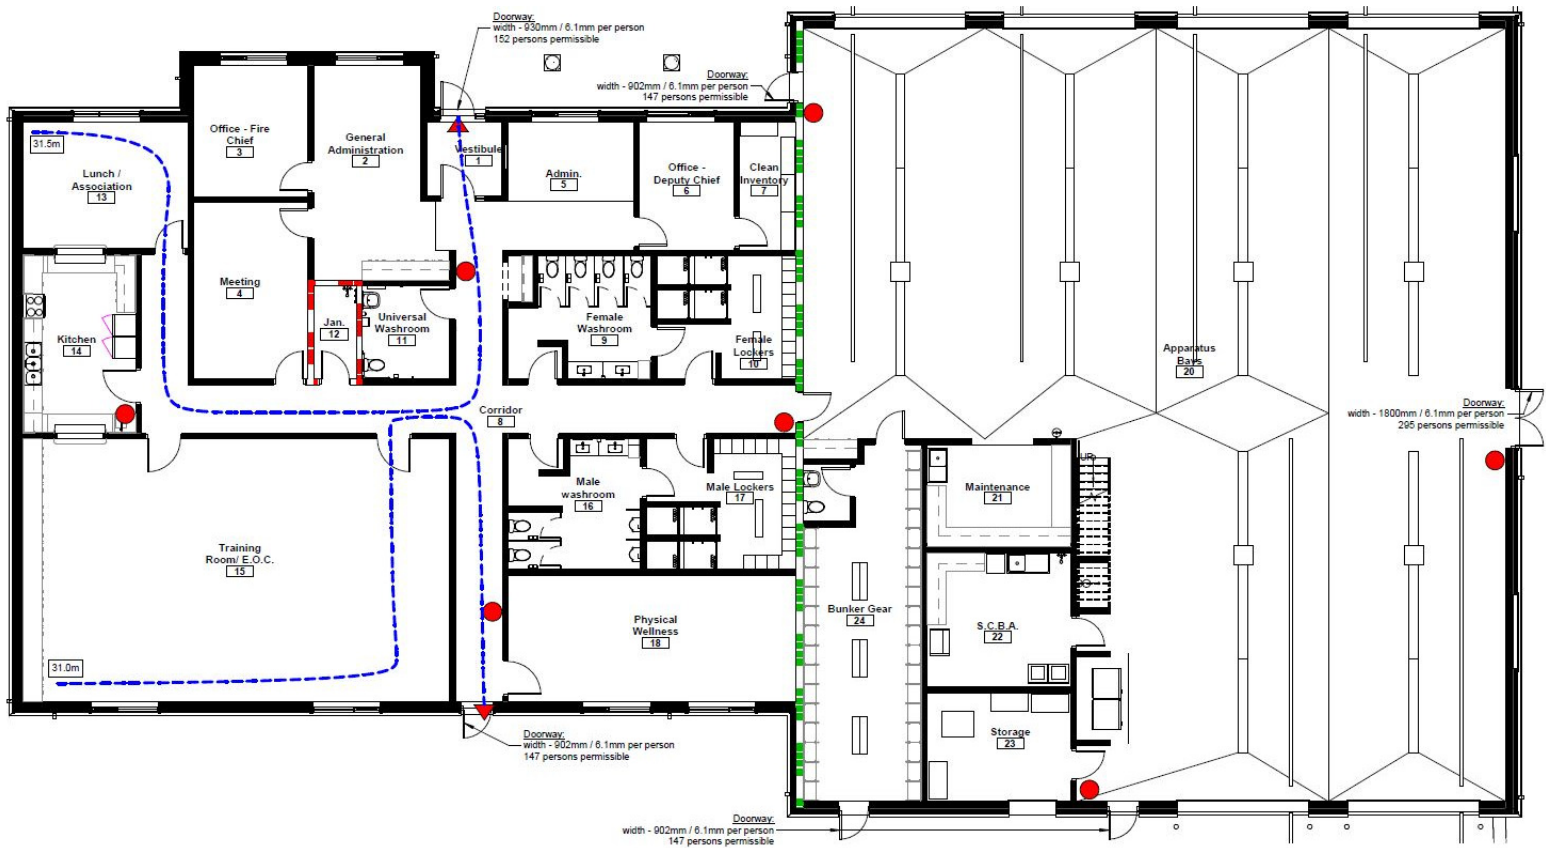 Doorway:
width - 930mm / 6.1mm per person
152 persons permissible
Doorway:
width - 902mm / 6.1mm per person
147 persons permissible
31.5m
Lunch /
Association
13
Office - Fire
Chief
3
General
Administration
2
Vestibule
1
Admin.
5
Office -
Deputy Chief
6
Clean
Inventory
7
Kitchen
14
Meeting
4
Jan.
12
Universal
Washroom
11
Female
Washroom
9
Female
Lockers
10
Apparatus
Bays
20
Corridor
8
Doorway:
width - 1800mm / 6.1mm per person
295 persons permissible
Training
Room/ E.O.C.
15
31.0m
Male
washroom
16
Male Lockers
17
Physical
Wellness
18
Bunker Gear
24
Maintenance
21
UP
S.C.B.A.
22
Storage
23
Doorway:
width - 902mm / 6.1mm per person
147 persons permissible
Doorway:
width - 902mm / 6.1mm per person
147 persons permissible